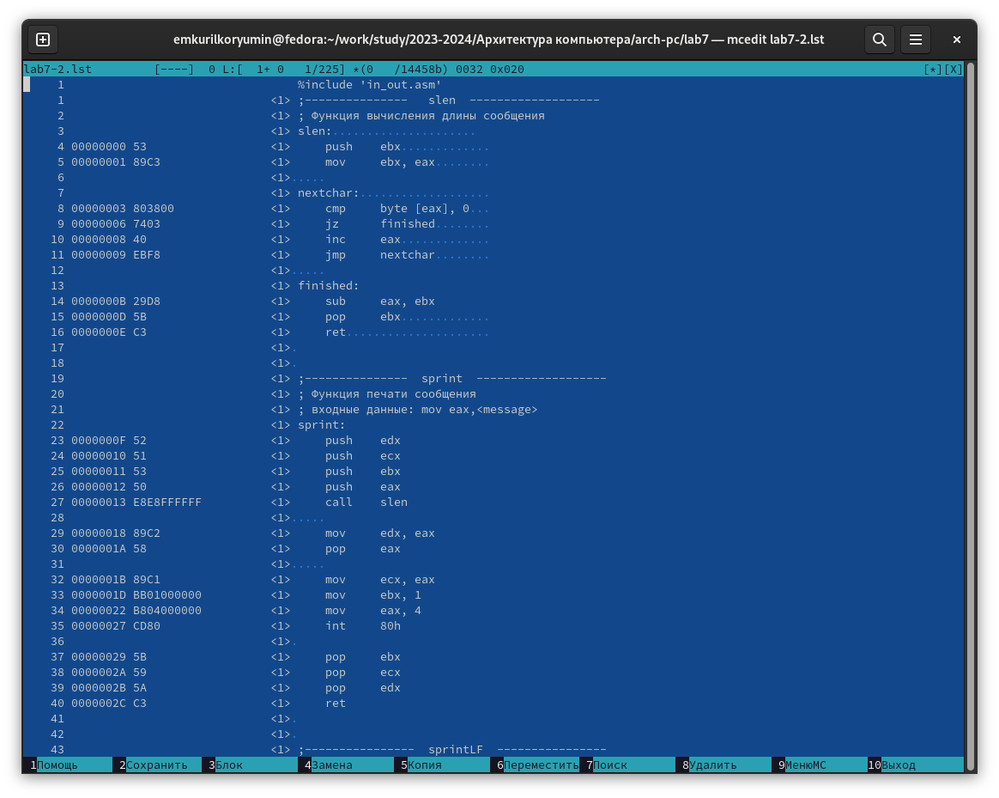 emkurilkoryumin@fedora:~/work/study/2023-2024/Архитектура компьютера/arch-pc/lab7 — mcedit lab7-2.lst
lab7-2.lst [----] 0 L:[ 1+ 0 1/225] *(0 /14458b) 0032 0x020 [*][X]
1 %include 'in_out.asm'
1 <1> ;--------------- slen -------------------
2 <1> ; Функция вычисления длины сообщения
3 <1> slen:.....................
4 00000000 53 <1> push ebx.............
5 00000001 89C3 <1> mov ebx, eax........
6 <1>.....
7 <1> nextchar:...................
8 00000003 803800 <1> cmp byte [eax], 0...
9 00000006 7403 <1> jz finished........
10 00000008 40 <1> inc eax.............
11 00000009 EBF8 <1> jmp nextchar........
12 <1>.....
13 <1> finished:
14 0000000B 29D8 <1> sub eax, ebx
15 0000000D 5B <1> pop ebx.............
16 0000000E C3 <1> ret.....................
17 <1>.
18 <1>.
19 <1> ;--------------- sprint -------------------
20 <1> ; Функция печати сообщения
21 <1> ; входные данные: mov eax,<message>
22 <1> sprint:
23 0000000F 52 <1> push edx
24 00000010 51 <1> push ecx
25 00000011 53 <1> push ebx
26 00000012 50 <1> push eax
27 00000013 E8E8FFFFFF <1> call slen
28 <1>.....
29 00000018 89C2 <1> mov edx, eax
30 0000001A 58 <1> pop eax
31 <1>.....
32 0000001B 89C1 <1> mov ecx, eax
33 0000001D BB01000000 <1> mov ebx, 1
34 00000022 B804000000 <1> mov eax, 4
35 00000027 CD80 <1> int 80h
36 <1>.
37 00000029 5B <1> pop ebx
38 0000002A 59 <1> pop ecx
39 0000002B 5A <1> pop edx
40 0000002C C3 <1> ret
41 <1>.
42 <1>.
43 <1> ;---------------- sprintLF ----------------
1Помощь 2Сохранить 3Блок 4Замена 5Копия 6Переместить 7Поиск 8Удалить 9МенюМС 10Выход